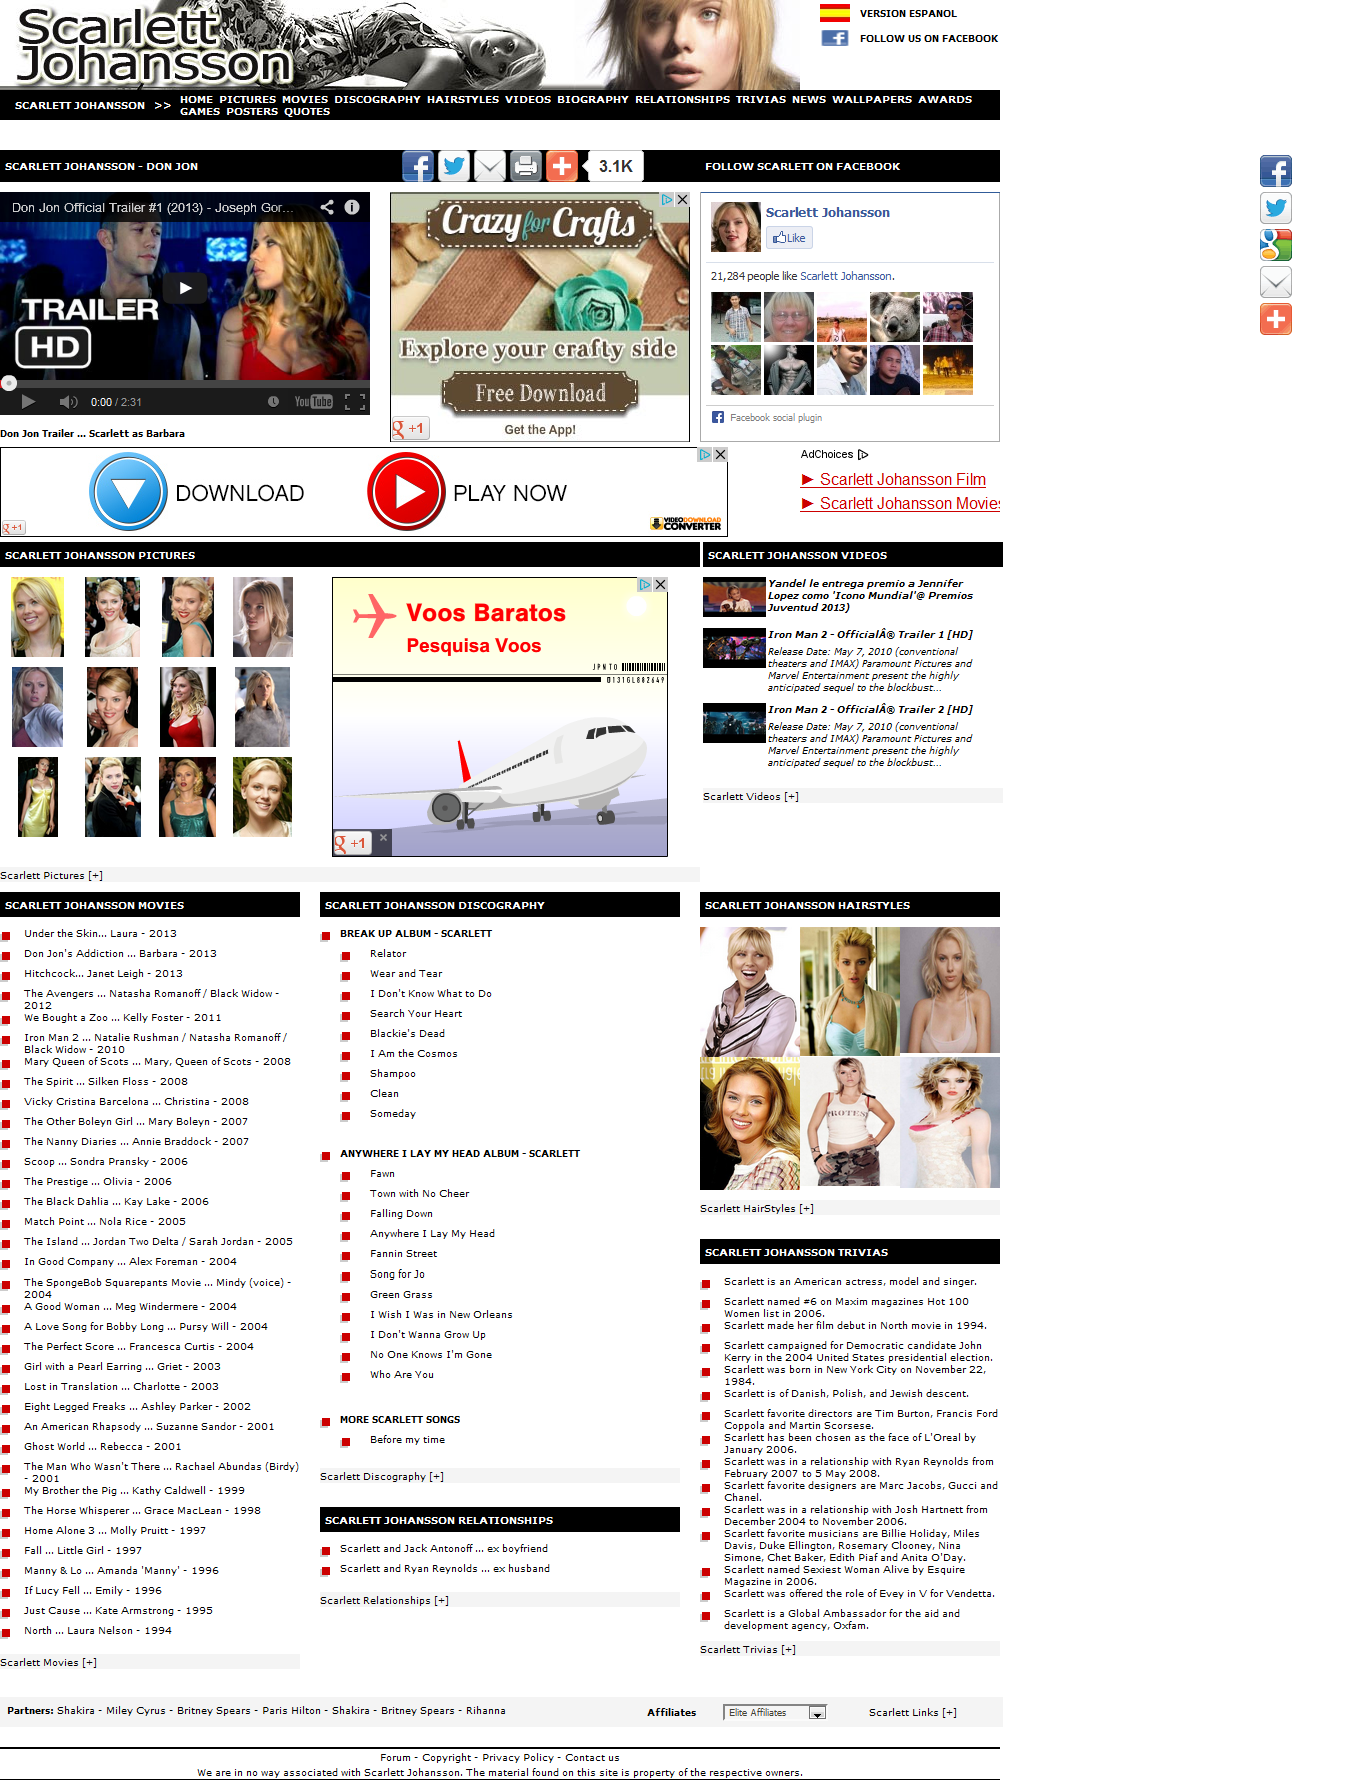 Scarlett
Johansson
VERSION ESPANOL
FOLLOW US ON FACEBOOK
SCARLETT JOHANSSON >> HOME PICTURES MOVIES DISCOGRAPHY HAIRSTYLES VIDEOS BIOGRAPHY RELATIONSHIPS TRIVIAS NEWS WALLPAPERS AWARDS
GAMES POSTERS QUOTES
SCARLETT JOHANSSON - DON JON
3.1K
FOLLOW SCARLETT ON FACEBOOK
Don Jon Official Trailer #1 (2013) - Joseph Gor...
TRAILER
HD
0:00 / 2:31
YouTube
Don Jon Trailer ... Scarlett as Barbara
Crazy for Crafts
Explore your crafty side
Free Download
Get the App!
g +1
Scarlett Johansson
Like
21,284 people like Scarlett Johansson.
Facebook social plugin
DOWNLOAD
PLAY NOW
VIDEO DOWNLOAD
CONVERTER
g +1
AdChoices
► Scarlett Johansson Film
► Scarlett Johansson Movies
SCARLETT JOHANSSON PICTURES
Voos Baratos
Pesquisa Voos
JPNTO
0131GL882649
g +1
Scarlett Pictures [+]
SCARLETT JOHANSSON VIDEOS
Yandel le entrega premio a Jennifer
Lopez como 'Icono Mundial'@ Premios
Juventud 2013)
Iron Man 2 - OfficialÂ® Trailer 1 [HD]
Release Date: May 7, 2010 (conventional
theaters and IMAX) Paramount Pictures and
Marvel Entertainment present the highly
anticipated sequel to the blockbust...
Iron Man 2 - OfficialÂ® Trailer 2 [HD]
Release Date: May 7, 2010 (conventional
theaters and IMAX) Paramount Pictures and
Marvel Entertainment present the highly
anticipated sequel to the blockbust...
Scarlett Videos [+]
SCARLETT JOHANSSON MOVIES
Under the Skin... Laura - 2013
Don Jon's Addiction ... Barbara - 2013
Hitchcock... Janet Leigh - 2013
The Avengers ... Natasha Romanoff / Black Widow -
2012
We Bought a Zoo ... Kelly Foster - 2011
Iron Man 2 ... Natalie Rushman / Natasha Romanoff /
Black Widow - 2010
Mary Queen of Scots ... Mary, Queen of Scots - 2008
The Spirit ... Silken Floss - 2008
Vicky Cristina Barcelona ... Christina - 2008
The Other Boleyn Girl ... Mary Boleyn - 2007
The Nanny Diaries ... Annie Braddock - 2007
Scoop ... Sondra Pransky - 2006
The Prestige ... Olivia - 2006
The Black Dahlia ... Kay Lake - 2006
Match Point ... Nola Rice - 2005
The Island ... Jordan Two Delta / Sarah Jordan - 2005
In Good Company ... Alex Foreman - 2004
The SpongeBob Squarepants Movie ... Mindy (voice) -
2004
A Good Woman ... Meg Windermere - 2004
A Love Song for Bobby Long ... Pursy Will - 2004
The Perfect Score ... Francesca Curtis - 2004
Girl with a Pearl Earring ... Griet - 2003
Lost in Translation ... Charlotte - 2003
Eight Legged Freaks ... Ashley Parker - 2002
An American Rhapsody ... Suzanne Sandor - 2001
Ghost World ... Rebecca - 2001
The Man Who Wasn't There ... Rachael Abundas (Birdy)
- 2001
My Brother the Pig ... Kathy Caldwell - 1999
The Horse Whisperer ... Grace MacLean - 1998
Home Alone 3 ... Molly Pruitt - 1997
Fall ... Little Girl - 1997
Manny & Lo ... Amanda 'Manny' - 1996
If Lucy Fell ... Emily - 1996
Just Cause ... Kate Armstrong - 1995
North ... Laura Nelson - 1994
Scarlett Movies [+]
SCARLETT JOHANSSON DISCOGRAPHY
BREAK UP ALBUM - SCARLETT
Relator
Wear and Tear
I Don't Know What to Do
Search Your Heart
Blackie's Dead
I Am the Cosmos
Shampoo
Clean
Someday
ANYWHERE I LAY MY HEAD ALBUM - SCARLETT
Fawn
Town with No Cheer
Falling Down
Anywhere I Lay My Head
Fannin Street
Song for Jo
Green Grass
I Wish I Was in New Orleans
I Don't Wanna Grow Up
No One Knows I'm Gone
Who Are You
MORE SCARLETT SONGS
Before my time
Scarlett Discography [+]
SCARLETT JOHANSSON RELATIONSHIPS
Scarlett and Jack Antonoff ... ex boyfriend
Scarlett and Ryan Reynolds ... ex husband
Scarlett Relationships [+]
SCARLETT JOHANSSON HAIRSTYLES
PROTEN
Scarlett HairStyles [+]
SCARLETT JOHANSSON TRIVIAS
Scarlett is an American actress, model and singer.
Scarlett named #6 on Maxim magazines Hot 100
Women list in 2006.
Scarlett made her film debut in North movie in 1994.
Scarlett campaigned for Democratic candidate John
Kerry in the 2004 United States presidential election.
Scarlett was born in New York City on November 22,
1984.
Scarlett is of Danish, Polish, and Jewish descent.
Scarlett favorite directors are Tim Burton, Francis Ford
Coppola and Martin Scorsese.
Scarlett has been chosen as the face of L'Oreal by
January 2006.
Scarlett was in a relationship with Ryan Reynolds from
February 2007 to 5 May 2008.
Scarlett favorite designers are Marc Jacobs, Gucci and
Chanel.
Scarlett was in a relationship with Josh Hartnett from
December 2004 to November 2006.
Scarlett favorite musicians are Billie Holiday, Miles
Davis, Duke Ellington, Rosemary Clooney, Nina
Simone, Chet Baker, Edith Piaf and Anita O'Day.
Scarlett named Sexiest Woman Alive by Esquire
Magazine in 2006.
Scarlett was offered the role of Evey in V for Vendetta.
Scarlett is a Global Ambassador for the aid and
development agency, Oxfam.
Scarlett Trivias [+]
Partners: Shakira - Miley Cyrus - Britney Spears - Paris Hilton - Shakira - Britney Spears - Rihanna
Affiliates
Elite Affiliates
Scarlett Links [+]
Forum - Copyright - Privacy Policy - Contact us
We are in no way associated with Scarlett Johansson. The material found on this site is property of the respective owners.